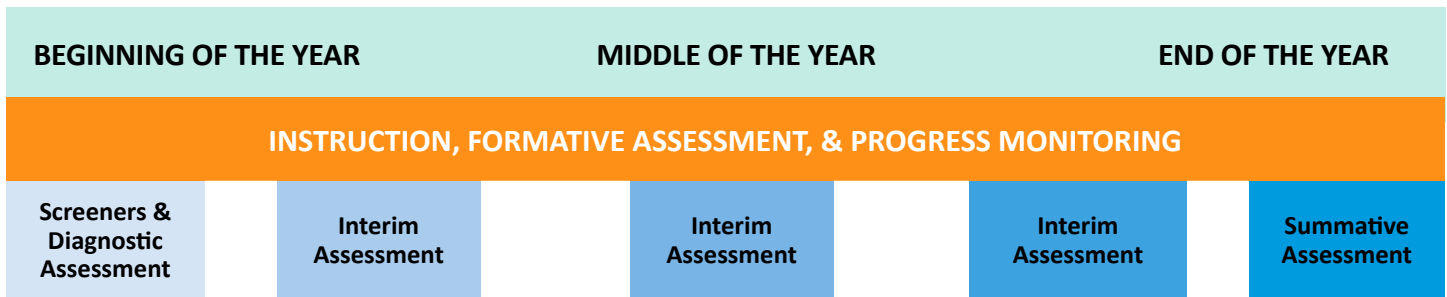 BEGINNING OF THE YEAR
MIDDLE OF THE YEAR
END OF THE YEAR
INSTRUCTION, FORMATIVE ASSESSMENT, & PROGRESS MONITORING
Screeners &
Diagnostic
Assessment
Interim
Assessment
Interim
Assessment
Interim
Assessment
Summative
Assessment